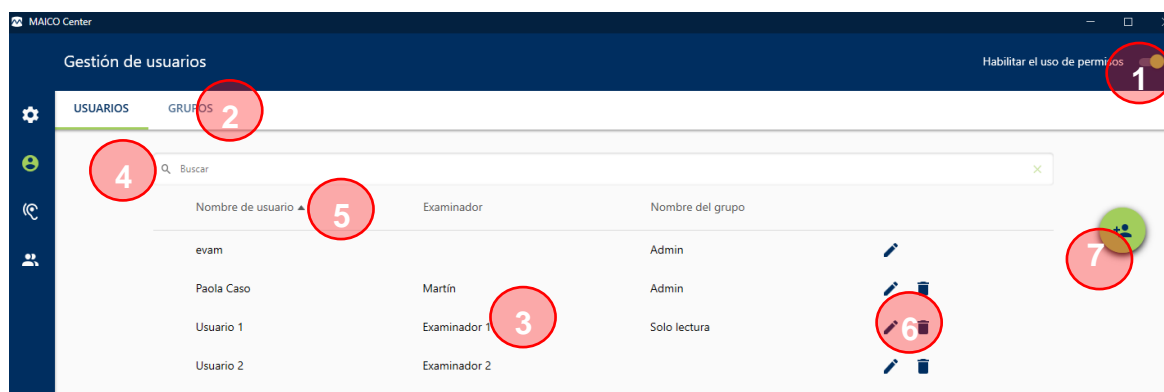 MAICO Center
Gestión de usuarios
Habilitar el uso de permisos
1
USUARIOS GRUPOS
2
4
Buscar
Nombre de usuario Examinador Nombre del grupo
5
evam Admin
7
Paola Caso Martín Admin
Usuario 1 Examinador 1 Solo lectura
3
6
Usuario 2 Examinador 2